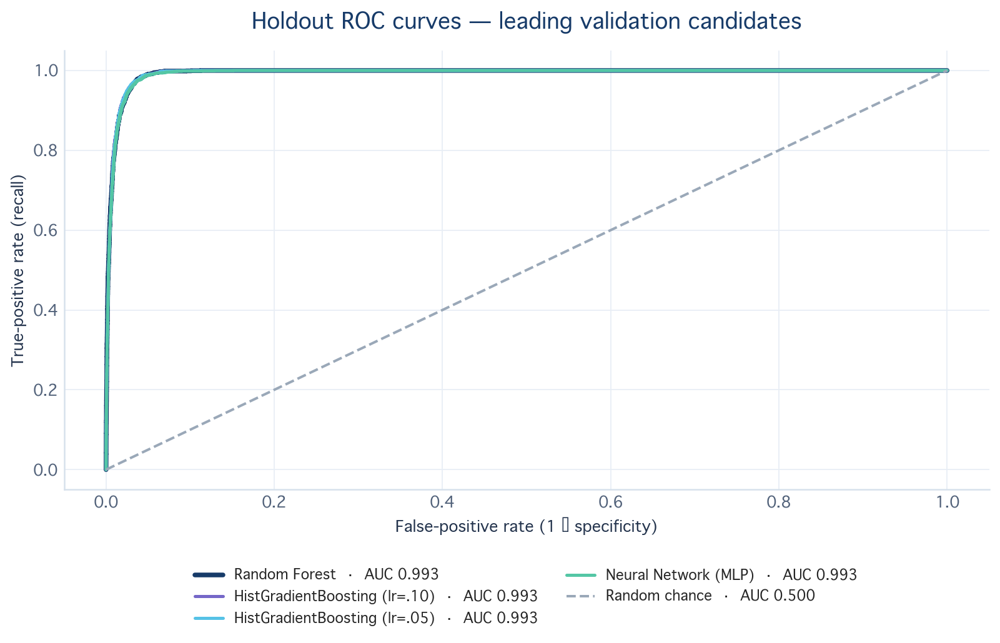 Holdout ROC curves — leading validation candidates
True-positive rate (recall)
1.0
0.8
0.6
0.4
0.2
0.0
0.0 0.2 0.4 0.6 0.8 1.0
False-positive rate (1 ▯ specificity)
Random Forest · AUC 0.993
HistGradientBoosting (lr=.10) · AUC 0.993
HistGradientBoosting (lr=.05) · AUC 0.993
Neural Network (MLP) · AUC 0.993
Random chance · AUC 0.500